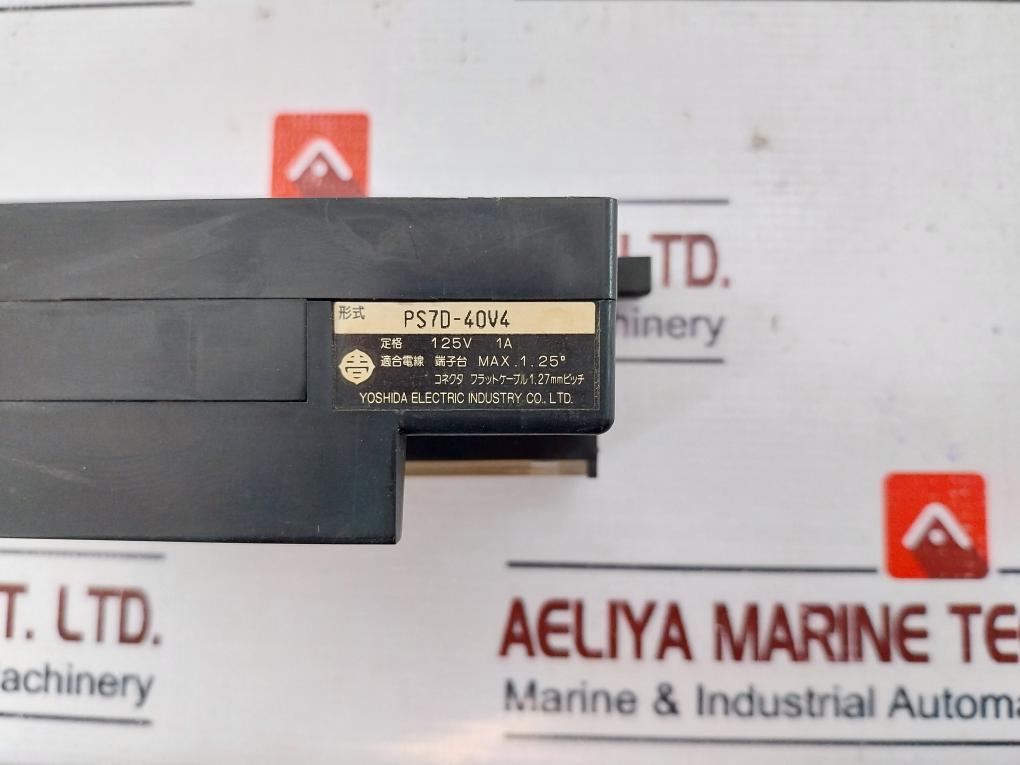 LTD.
chinery
形式 PS7D-40V4
定格 125V 1A
適合電線 端子台 MAX.1.25°
コネクタ フラットケーブル1.27mmピッチ
YOSHIDA ELECTRIC INDUSTRY CO., LTD.
T. LTD.
achinery
AELIYA MARINE TE
Marine & Industrial Automa